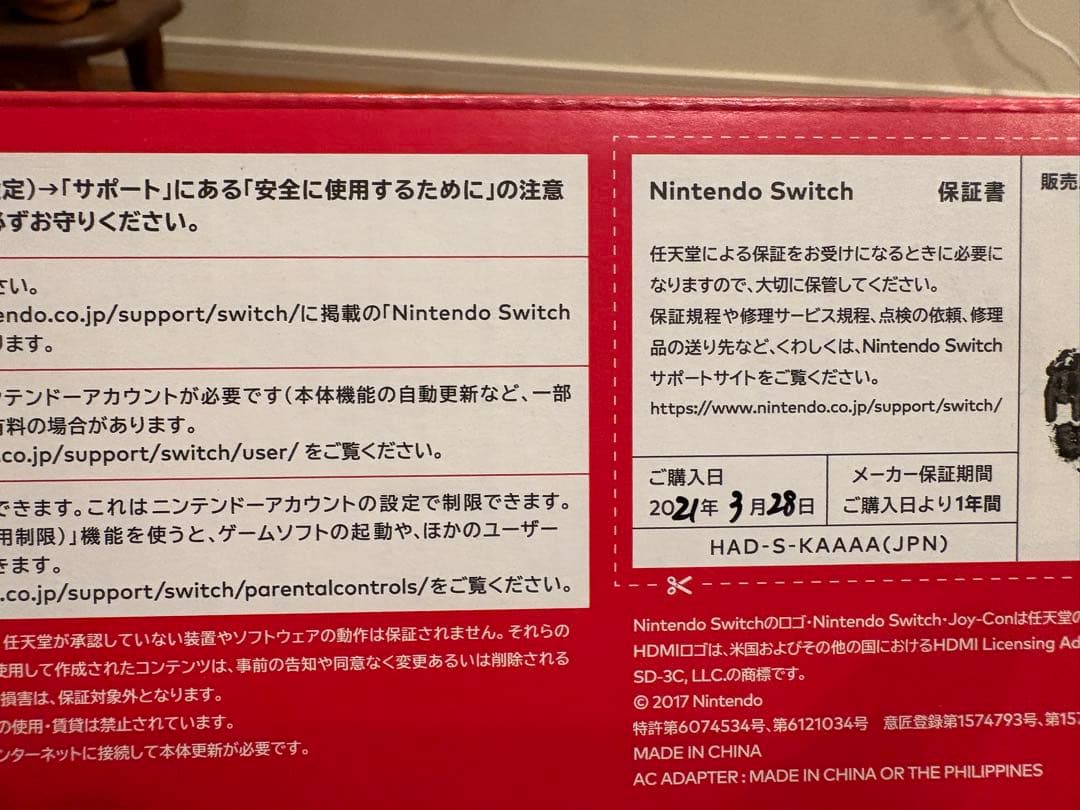 定)→「サポート」にある「安全に使用するために」の注意
必ずお守りください。
さい。
endo.co.jp/support/switch/に掲載の「Nintendo Switch
ります。
ンテンドーアカウントが必要です(本体機能の自動更新など、一部
有料の場合があります。
.co.jp/support/switch/user/ をご覧ください。
できます。これはニンテンドーアカウントの設定で制限できます。
用制限)」機能を使うと、ゲームソフトの起動や、ほかのユーザー
きます。
.co.jp/support/switch/parentalcontrols/をご覧ください。
任天堂が承認していない装置やソフトウェアの動作は保証されません。それらの
使用して作成されたコンテンツは、事前の告知や同意なく変更あるいは削除される
損害は、保証対象外となります。
の使用・賃貸は禁止されています。
ンターネットに接続して本体更新が必要です。
Nintendo Switch 保証書
任天堂による保証をお受けになるときに必要に
なりますので、大切に保管してください。
保証規程や修理サービス規程、点検の依頼、修理
品の送り先など、くわしくは、Nintendo Switch
サポートサイトをご覧ください。
https://www.nintendo.co.jp/support/switch/
ご購入日
2021年 3月28日
メーカー保証期間
ご購入日より1年間
HAD-S-KAAAA(JPN)
販売
Nintendo Switchのロゴ・Nintendo Switch・Joy-Conは任天堂の
HDMIロゴは、米国およびその他の国におけるHDMI Licensing Ad
SD-3C, LLC.の商標です。
© 2017 Nintendo
特許第6074534号、第6121034号 意匠登録第1574793号、第157
MADE IN CHINA
AC ADAPTER : MADE IN CHINA OR THE PHILIPPINES